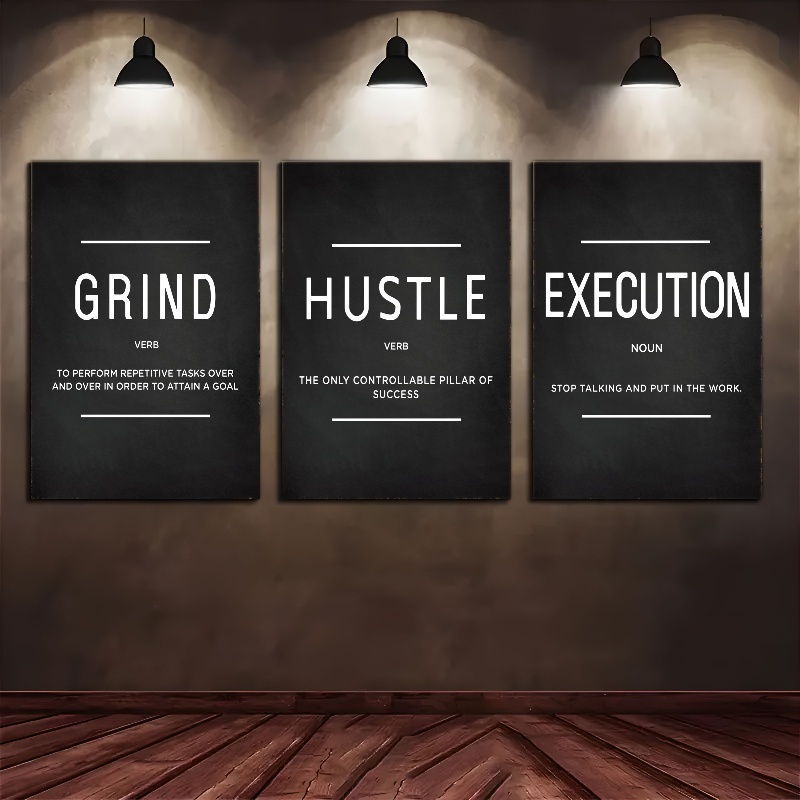 GRIND
VERB
TO PERFORM REPETITIVE TASKS OVER
AND OVER IN ORDER TO ATTAIN A GOAL
HUSTLE
VERB
THE ONLY CONTROLLABLE PILLAR OF
SUCCESS
EXECUTION
NOUN
STOP TALKING AND PUT IN THE WORK.